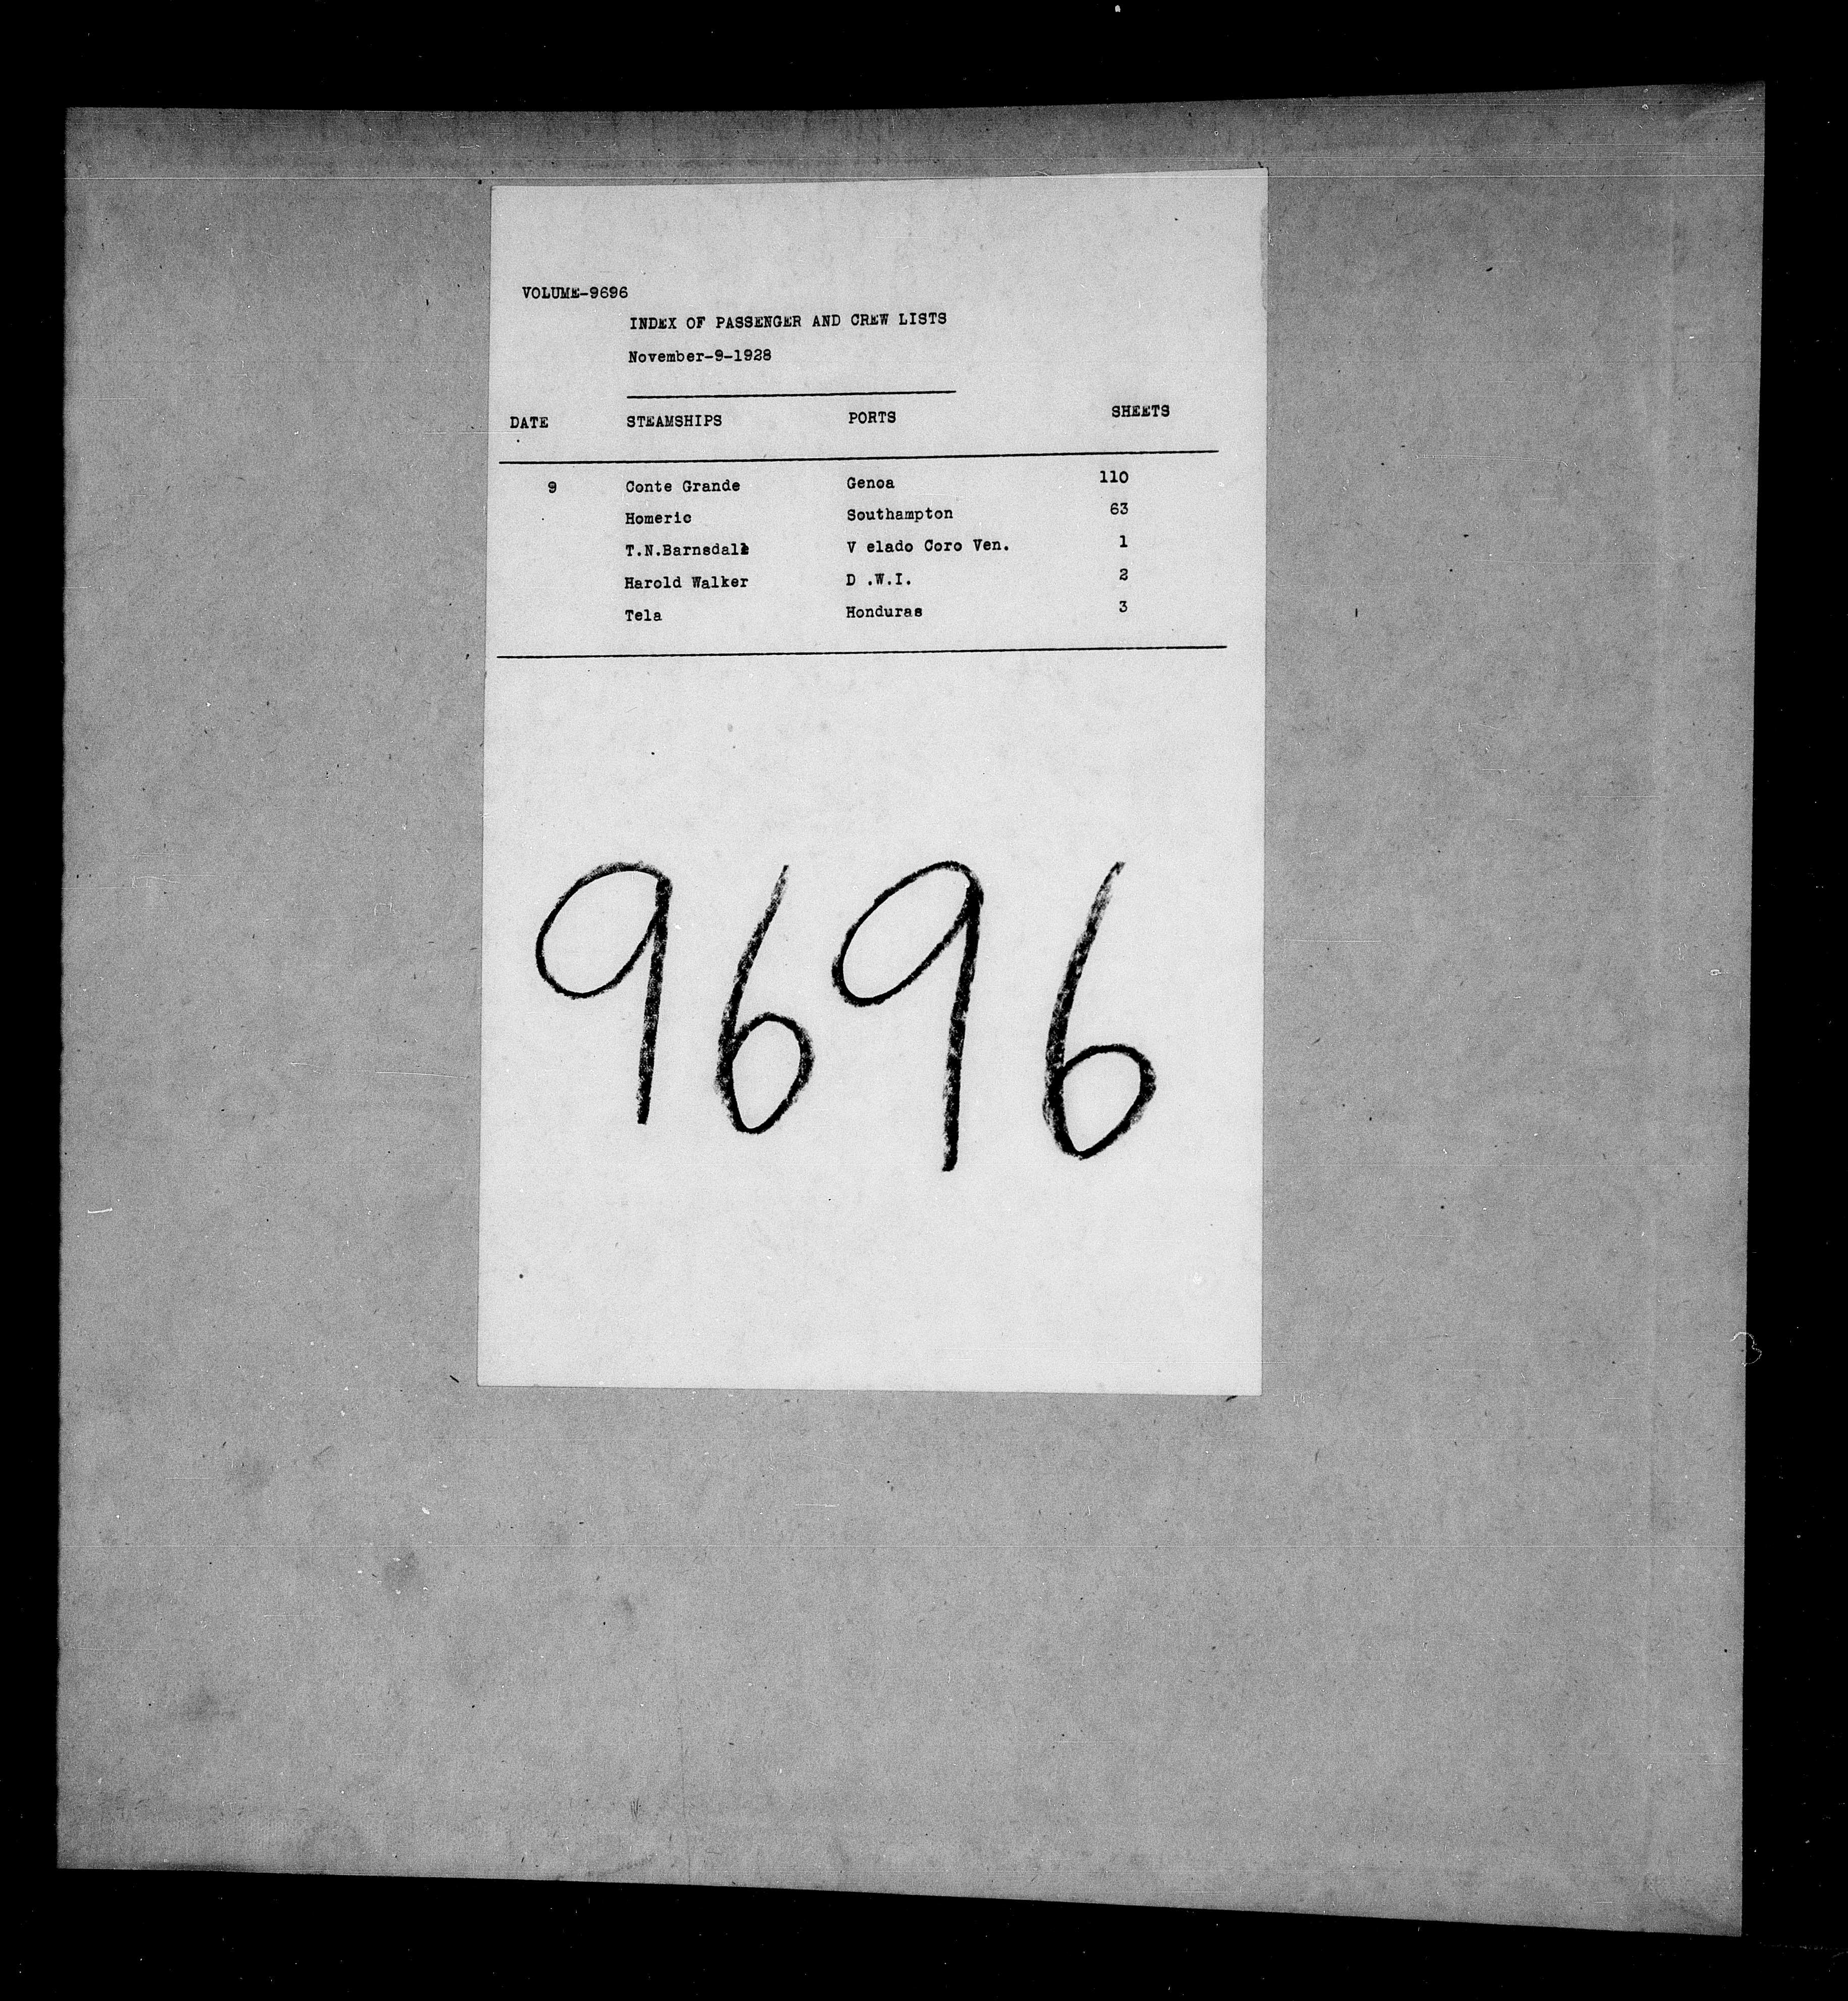 VOLUME-9696
INDEX OF PASSENGER AND CREW LISTS
November-9-1928
DATE STEAMSHIPS PORTS SHEETS
9 Conte Grande Genoa 110
Homeric Southampton 63
T.N.Barnsdall V elado Coro Ven. 1
Harold Walker D .W.I. 2
Tela Honduras 3
9696